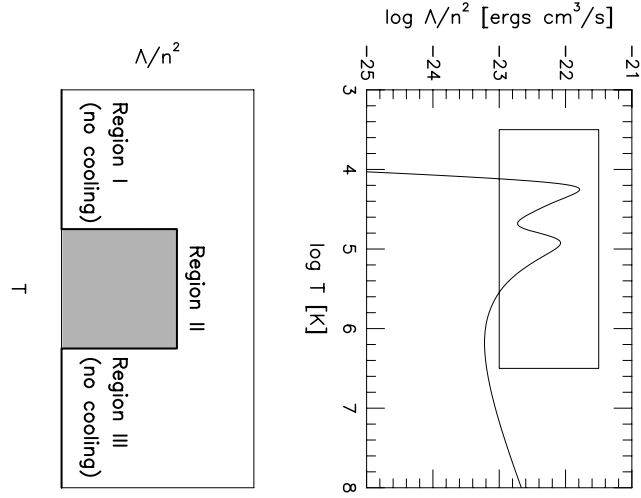 log Λ/n² [ergs cm³/s]
-21
-22
-23
-24
-25
3
4
5
6
7
8
log T [K]
Λ/n²
Region I
(no cooling)
Region II
Region III
(no cooling)
T